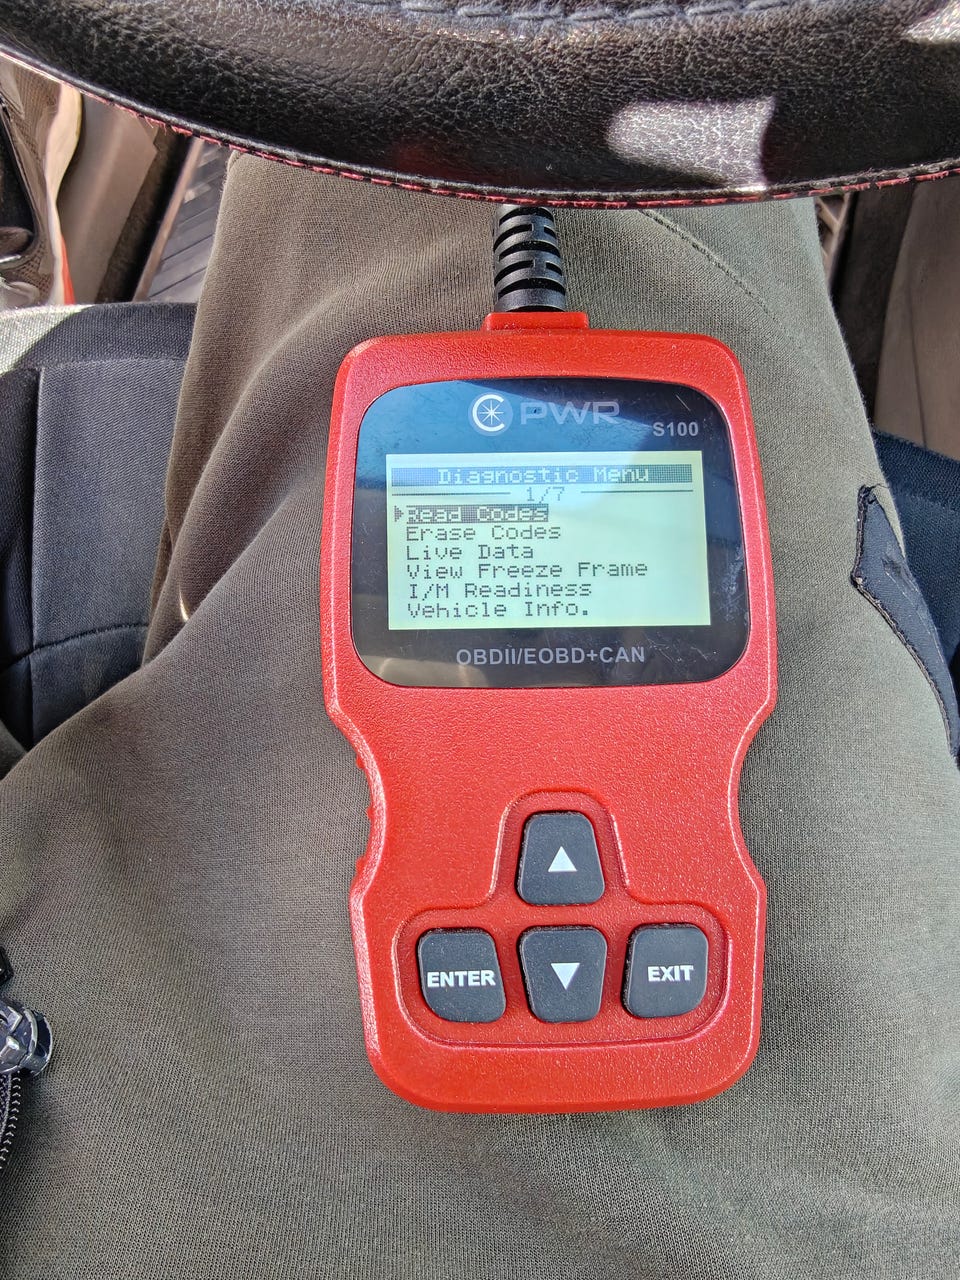 PWR
S100
Diagnostic Menu
1/7
Read Codes
Erase Codes
Live Data
View Freeze Frame
I/M Readiness
Vehicle Info.
OBDII/EOBD+CAN
▲
ENTER ▼ EXIT